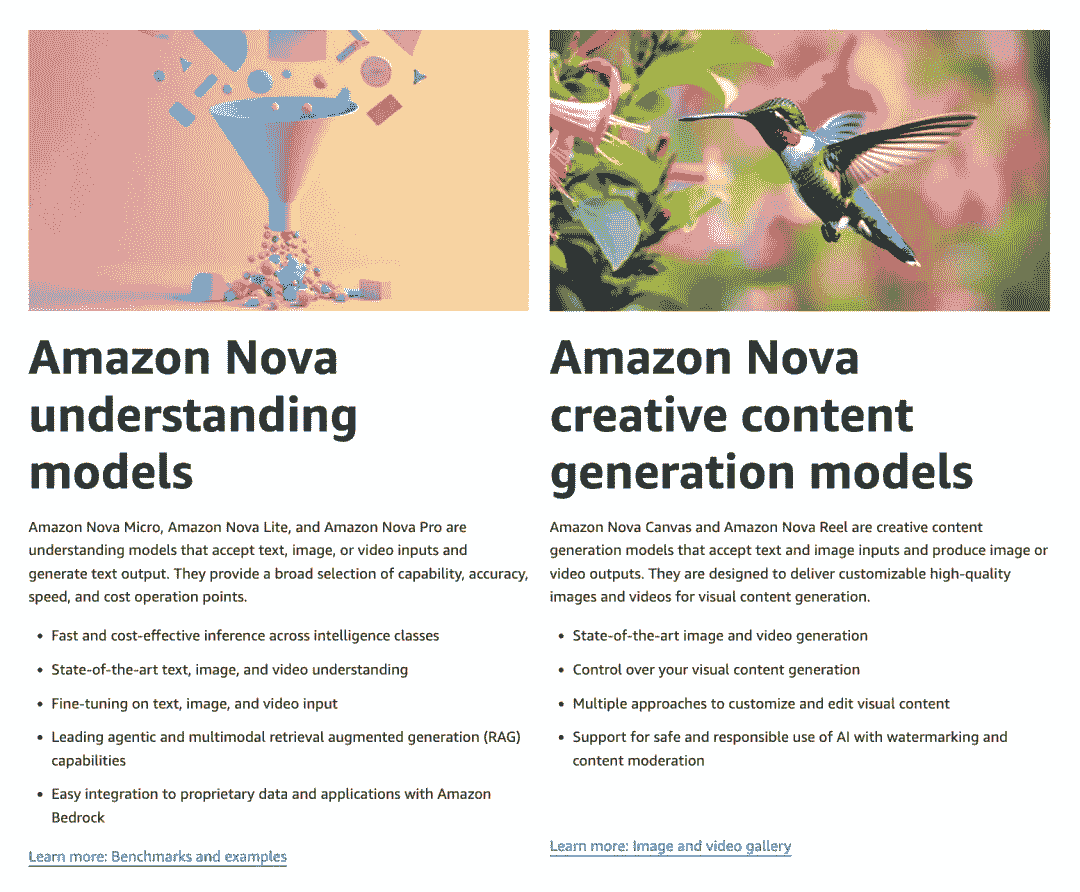 Amazon Nova
understanding
models
Amazon Nova Micro, Amazon Nova Lite, and Amazon Nova Pro are
understanding models that accept text, image, or video inputs and
generate text output. They provide a broad selection of capability, accuracy,
speed, and cost operation points.
• Fast and cost-effective inference across intelligence classes
• State-of-the-art text, image, and video understanding
• Fine-tuning on text, image, and video input
• Leading agentic and multimodal retrieval augmented generation (RAG)
capabilities
• Easy integration to proprietary data and applications with Amazon
Bedrock
Learn more: Benchmarks and examples
Amazon Nova
creative content
generation models
Amazon Nova Canvas and Amazon Nova Reel are creative content
generation models that accept text and image inputs and produce image or
video outputs. They are designed to deliver customizable high-quality
images and videos for visual content generation.
• State-of-the-art image and video generation
• Control over your visual content generation
• Multiple approaches to customize and edit visual content
• Support for safe and responsible use of AI with watermarking and
content moderation
Learn more: Image and video gallery